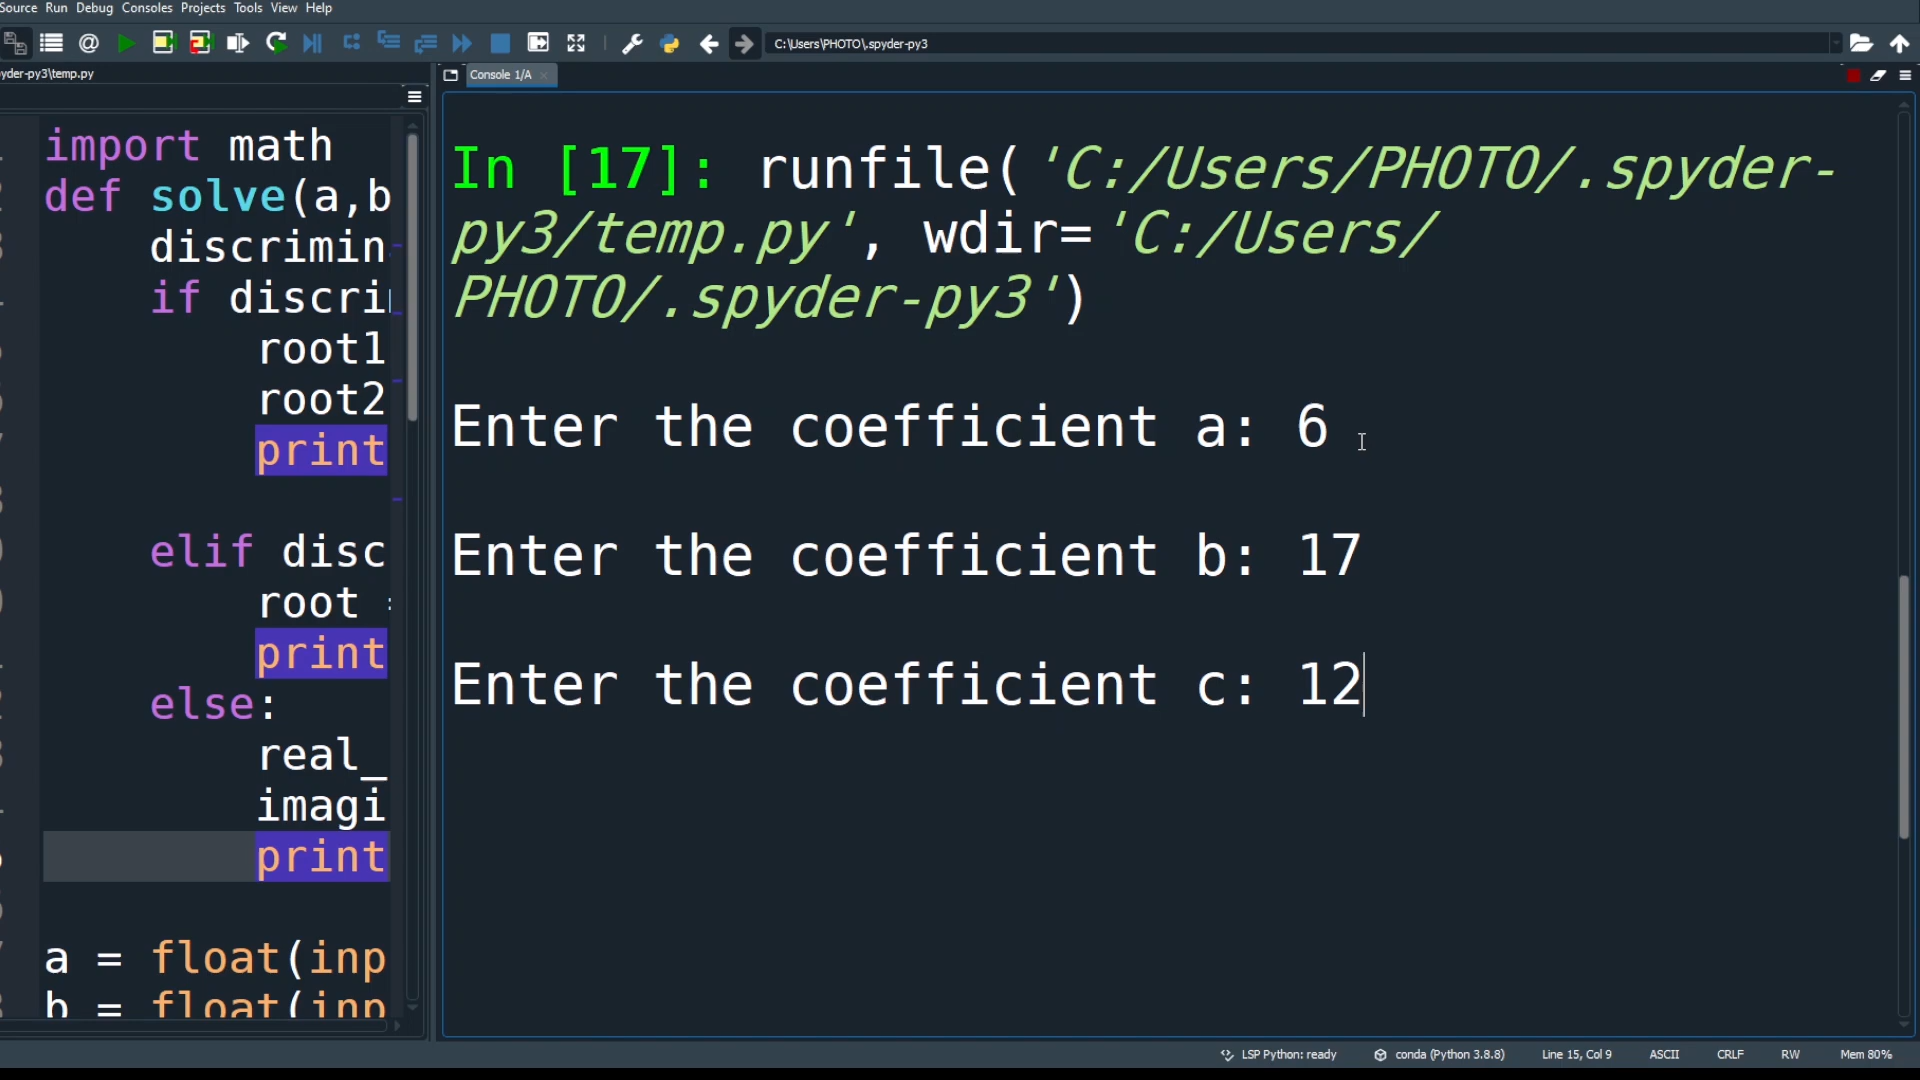 Source Run Debug Consoles Projects Tools View Help
C:\Users\PHOTO\.spyder-py3
yder-py3\temp.py
Console 1/A
import math
def solve(a,b
discrimin
if discri
root1
root2
print
elif disc
root
print
else:
real_
imagi
print
a = float(inp
b = float(inp
In [17]: runfile('C:/Users/PHOTO/.spyder-
py3/temp.py', wdir='C:/Users/
PHOTO/.spyder-py3')
Enter the coefficient a: 6
Enter the coefficient b: 17
Enter the coefficient c: 12
LSP Python: ready
conda (Python 3.8.8)
Line 15, Col 9
ASCII
CRLF
RW
Mem 80%